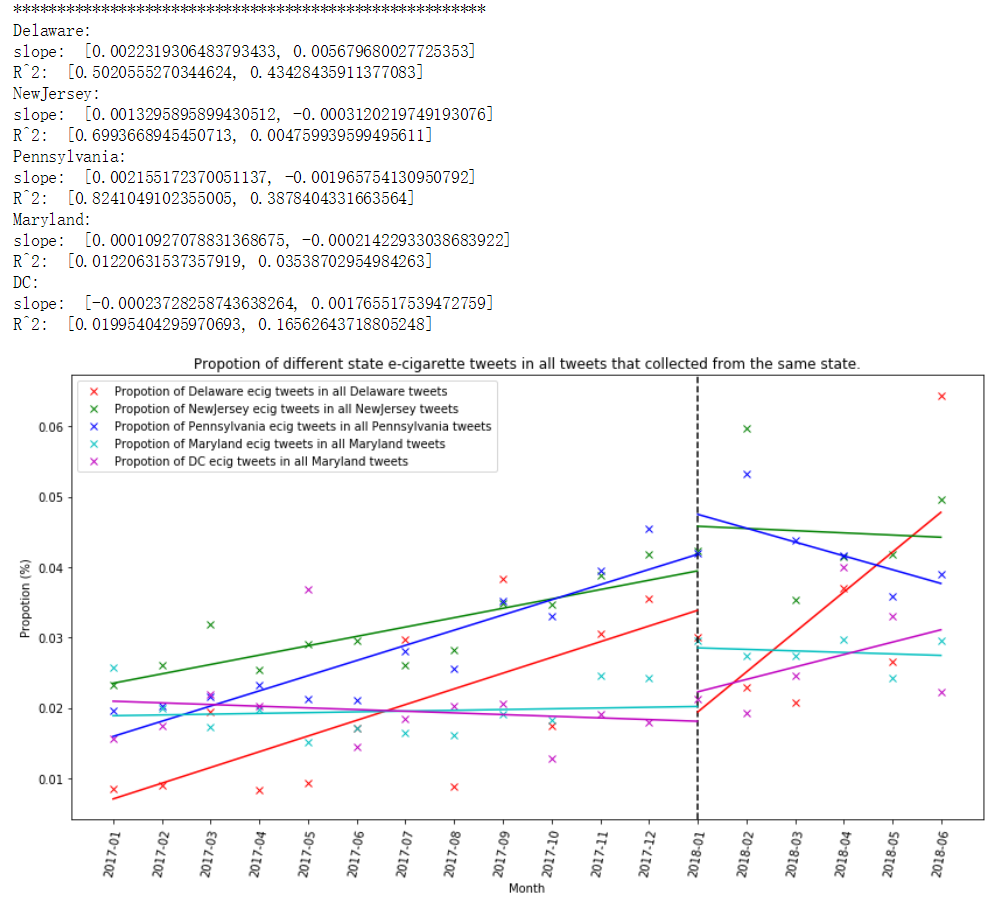 ******************************************************
Delaware:
slope:  [0.0022319306483793433, 0.005679680027725353]
R^2:  [0.5020555270344624, 0.43428435911377083]
NewJersey:
slope:  [0.0013295895899430512, -0.00031202619749193076]
R^2:  [0.6993668945450713, 0.004759939599495611]
Pennsylvania:
slope:  [0.002155172370051137, -0.001965754130950792]
R^2:  [0.8241049102355005, 0.3878404331663564]
Maryland:
slope:  [0.00010927078831368675, -0.00021422933038683922]
R^2:  [0.01220631537357919, 0.03538702954984263]
DC:
slope:  [-0.00023728258743638264, 0.001765517539472759]
R^2:  [0.01995404295970693, 0.16562643718805248]
Propotion of different state e-cigarette tweets in all tweets that collected from the same state.
Propotion of Delaware ecig tweets in all Delaware tweets
Propotion of NewJersey ecig tweets in all NewJersey tweets
Propotion of Pennsylvania ecig tweets in all Pennsylvania tweets
Propotion of Maryland ecig tweets in all Maryland tweets
Propotion of DC ecig tweets in all Maryland tweets
0.06
0.05
0.04
0.03
0.02
0.01
Propotion (%)
2017-01
2017-02
2017-03
2017-04
2017-05
2017-06
2017-07
2017-08
2017-09
2017-10
2017-11
2017-12
2018-01
2018-02
2018-03
2018-04
2018-05
2018-06
Month